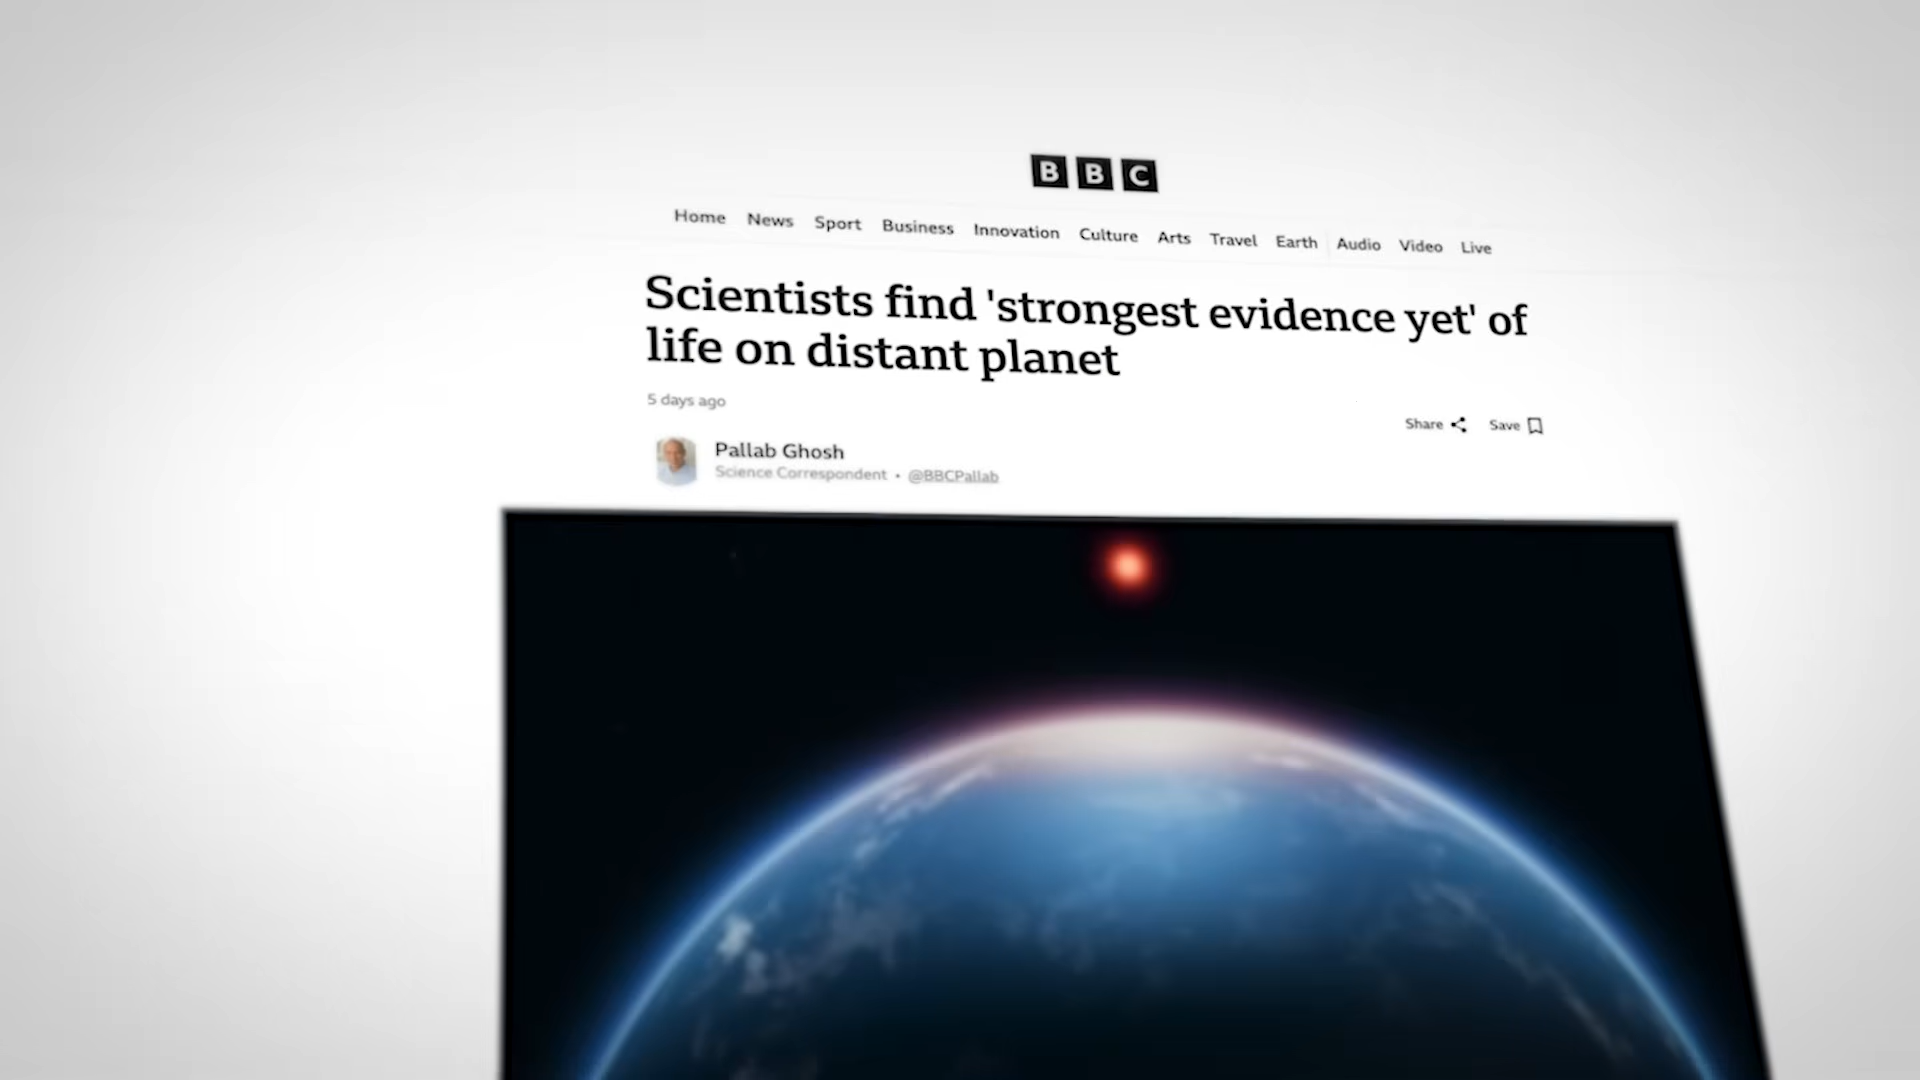 BBC
Home News Sport Business Innovation Culture Arts Travel Earth Audio Video Live
Scientists find 'strongest evidence yet' of
life on distant planet
5 days ago
Share Save
Pallab Ghosh
Science Correspondent • @BBCPallab